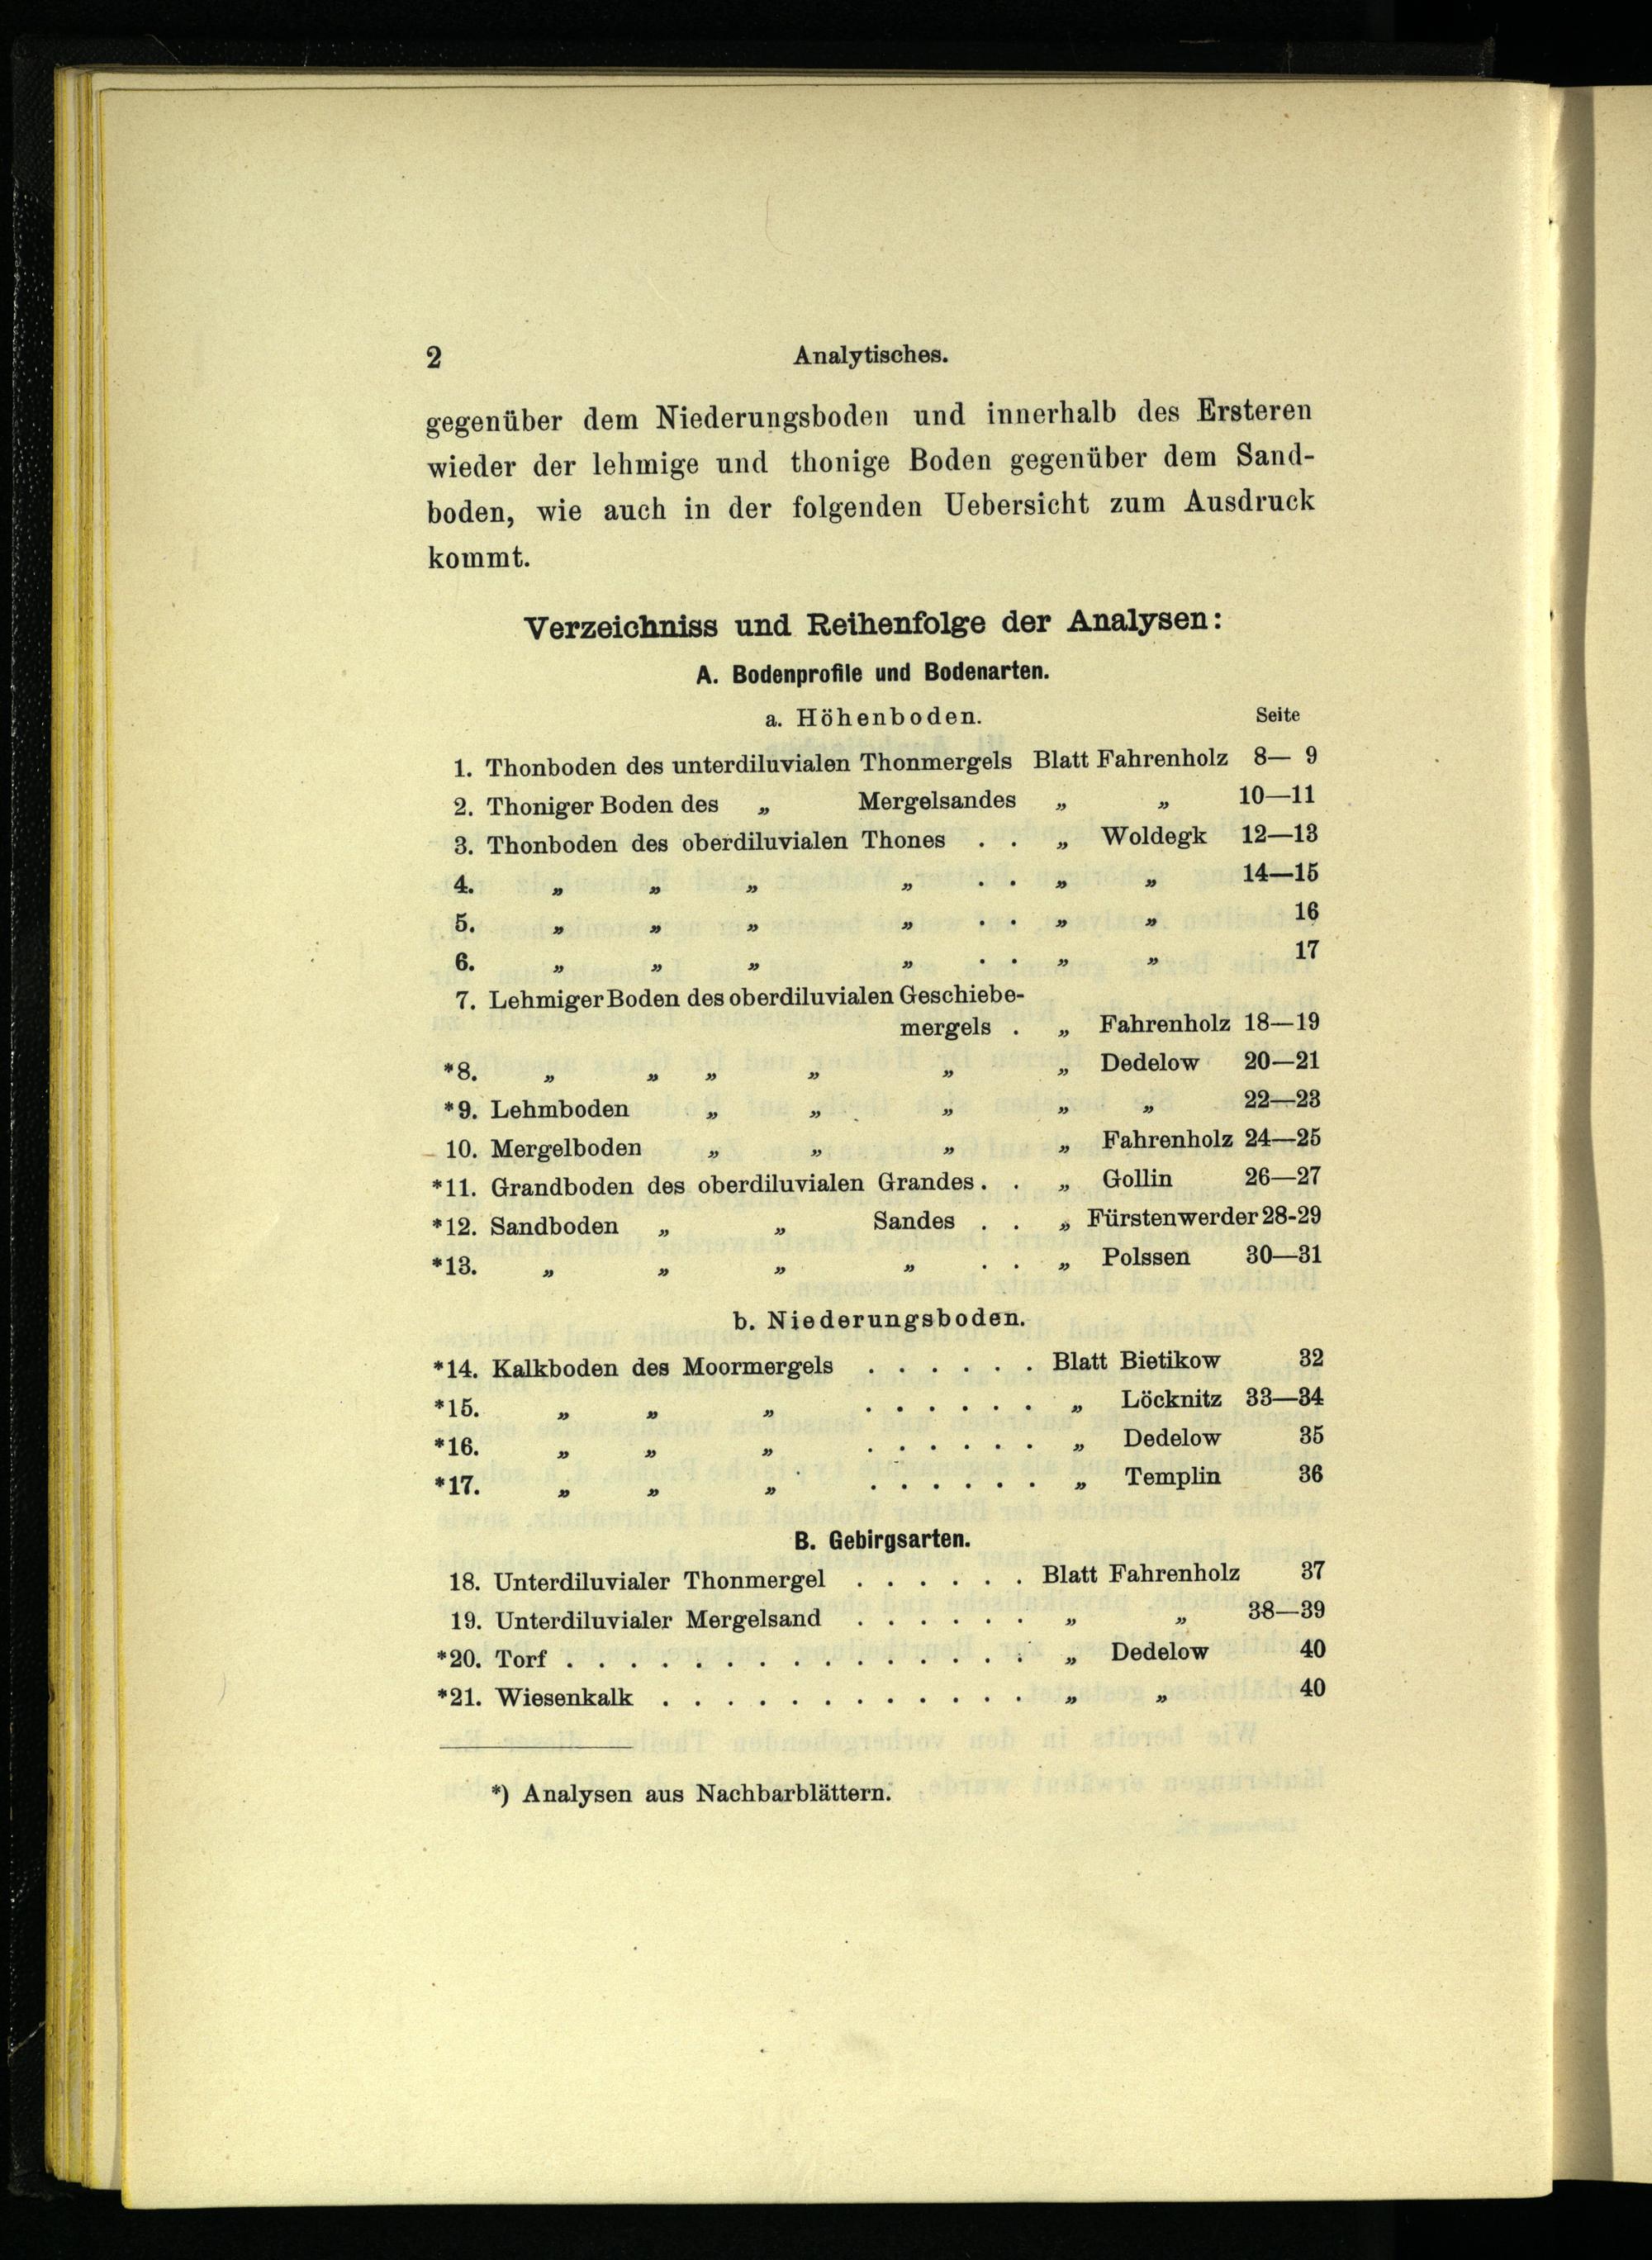 2 Analytisches.
gegenüber dem Niederungsboden und innerhalb des Ersteren
wieder der lehmige und thonige Boden gegenüber dem Sand-
boden, wie auch in der folgenden Uebersicht zum Ausdruck
kommt.
Verzeichniss und Reihenfolge der Analysen:
A. Bodenprofile und Bodenarten.
a. Höhenboden. Seite
1. Thonboden des unterdiluvialen Thonmergels Blatt Fahrenholz 8— 9
2. Thoniger Boden des „ Mergelsandes „ „ 10—11
3. Thonboden des oberdiluvialen Thones . . „ Woldegk 12—13
4. „ „ „ „ . . „ „ 14—15
5. „ „ „ „ . . „ „ 16
6. „ „ „ „ . . „ „ 17
7. Lehmiger Boden des oberdiluvialen Geschiebe-
mergels . „ Fahrenholz 18—19
*8. „ „ „ „ „ „ Dedelow 20—21
*9. Lehmboden „ „ „ „ „ 22—23
10. Mergelboden „ „ „ „ Fahrenholz 24—25
*11. Grandboden des oberdiluvialen Grandes . . „ Gollin 26—27
*12. Sandboden „ „ Sandes . . „ Fürstenwerder 28-29
*13. „ „ „ „ . . „ Polssen 30—31
b. Niederungsboden.
*14. Kalkboden des Moormergels . . . . . . Blatt Bietikow 32
*15. „ „ „ . . . . . . „ Löcknitz 33—34
*16. „ „ „ . . . . . . „ Dedelow 35
*17. „ „ „ . . . . . . „ Templin 36
B. Gebirgsarten.
18. Unterdiluvialer Thonmergel . . . . . . Blatt Fahrenholz 37
19. Unterdiluvialer Mergelsand . . . . . . „ „ 38—39
*20. Torf . . . . . . . . . . . . . . . „ Dedelow 40
*21. Wiesenkalk . . . . . . . . . . . . „ „ 40
*) Analysen aus Nachbarblättern.